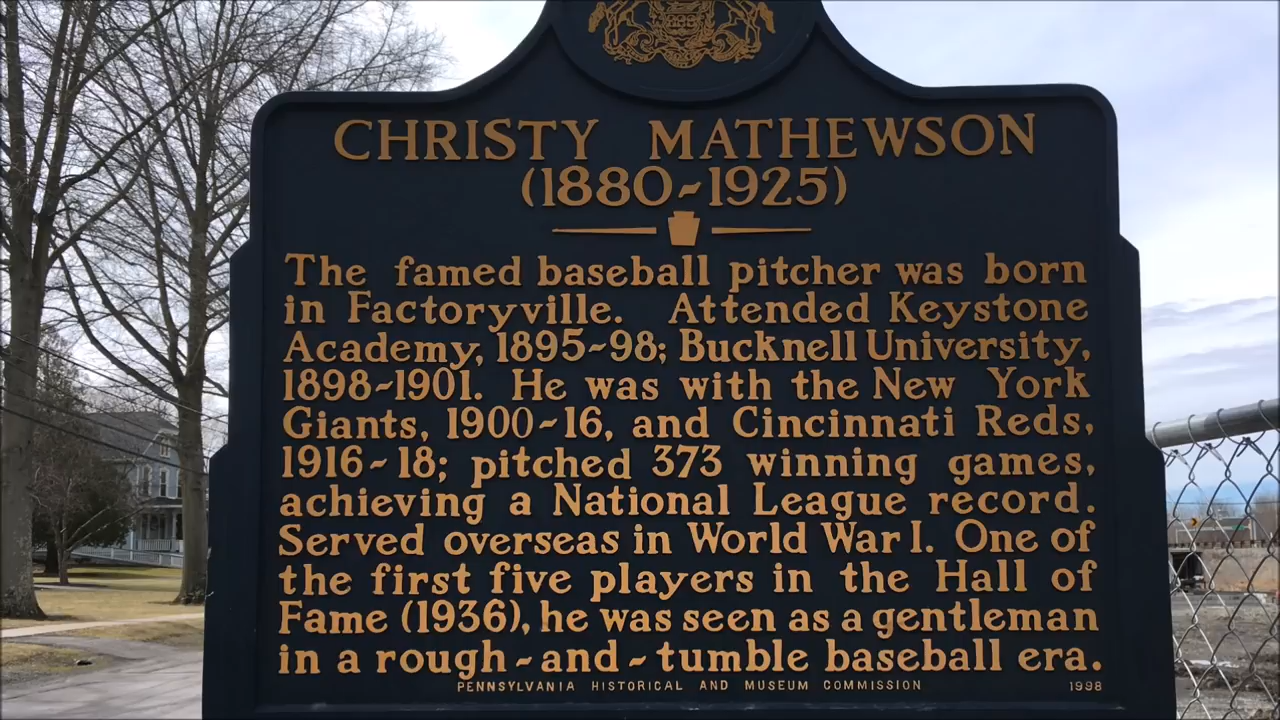 CHRISTY MATHEWSON
(1880~1925)
The famed baseball pitcher was born
in Factoryville. Attended Keystone
Academy, 1895~98; Bucknell University,
1898~1901. He was with the New York
Giants, 1900~16, and Cincinnati Reds,
1916~18; pitched 373 winning games,
achieving a National League record.
Served overseas in World War I. One of
the first five players in the Hall of
Fame (1936), he was seen as a gentleman
in a rough~and~tumble baseball era.
PENNSYLVANIA HISTORICAL AND MUSEUM COMMISSION 1998